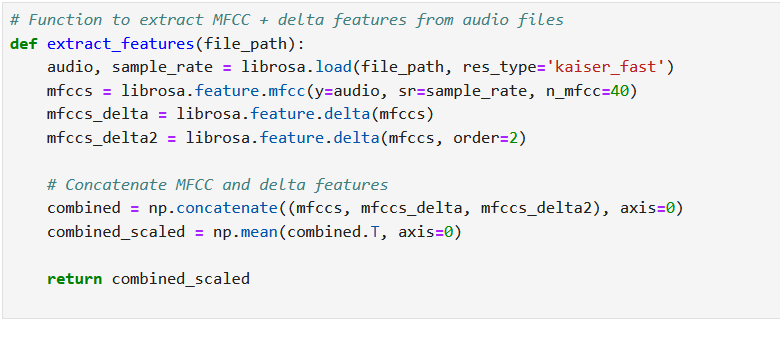 # Function to extract MFCC + delta features from audio files
def extract_features(file_path):
    audio, sample_rate = librosa.load(file_path, res_type='kaiser_fast')
    mfccs = librosa.feature.mfcc(y=audio, sr=sample_rate, n_mfcc=40)
    mfccs_delta = librosa.feature.delta(mfccs)
    mfccs_delta2 = librosa.feature.delta(mfccs, order=2)

    # Concatenate MFCC and delta features
    combined = np.concatenate((mfccs, mfccs_delta, mfccs_delta2), axis=0)
    combined_scaled = np.mean(combined.T, axis=0)

    return combined_scaled